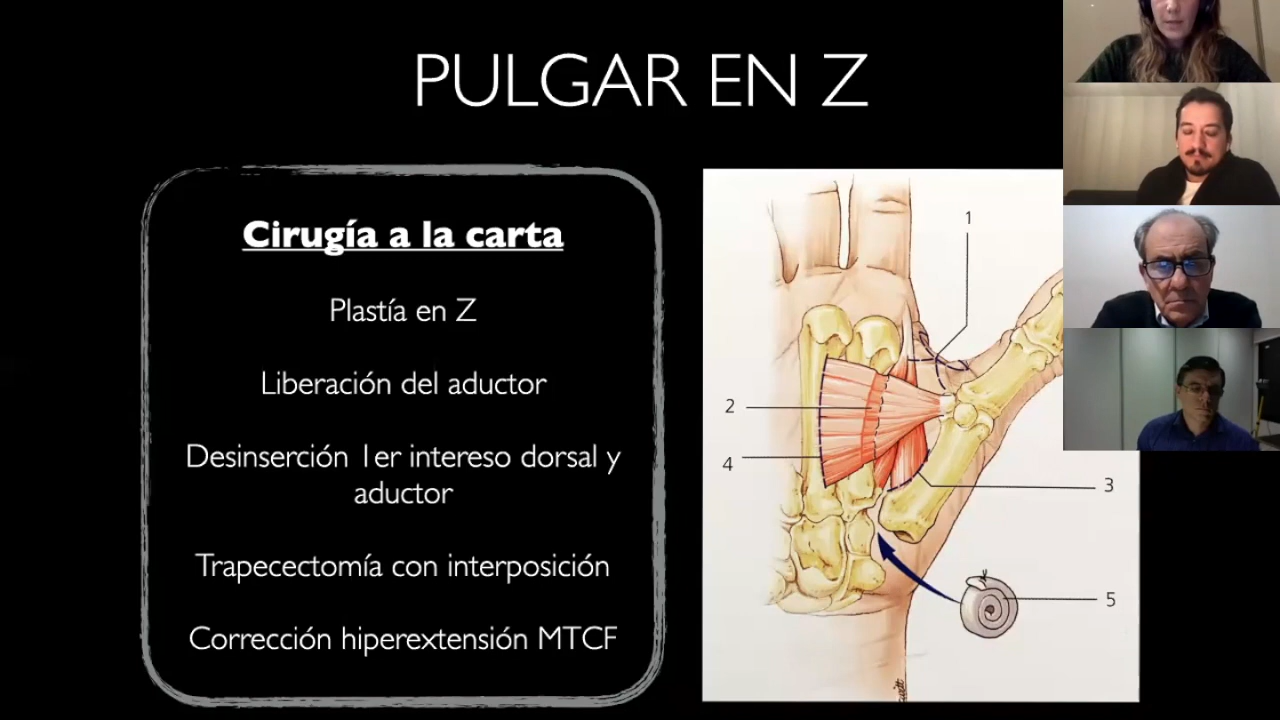 PULGAR EN Z
Cirugía a la carta
Plastía en Z
Liberación del aductor
Desinserción 1er intereso dorsal y
aductor
Trapecectomía con interposición
Corrección hiperextensión MTCF
1
2
4
3
5